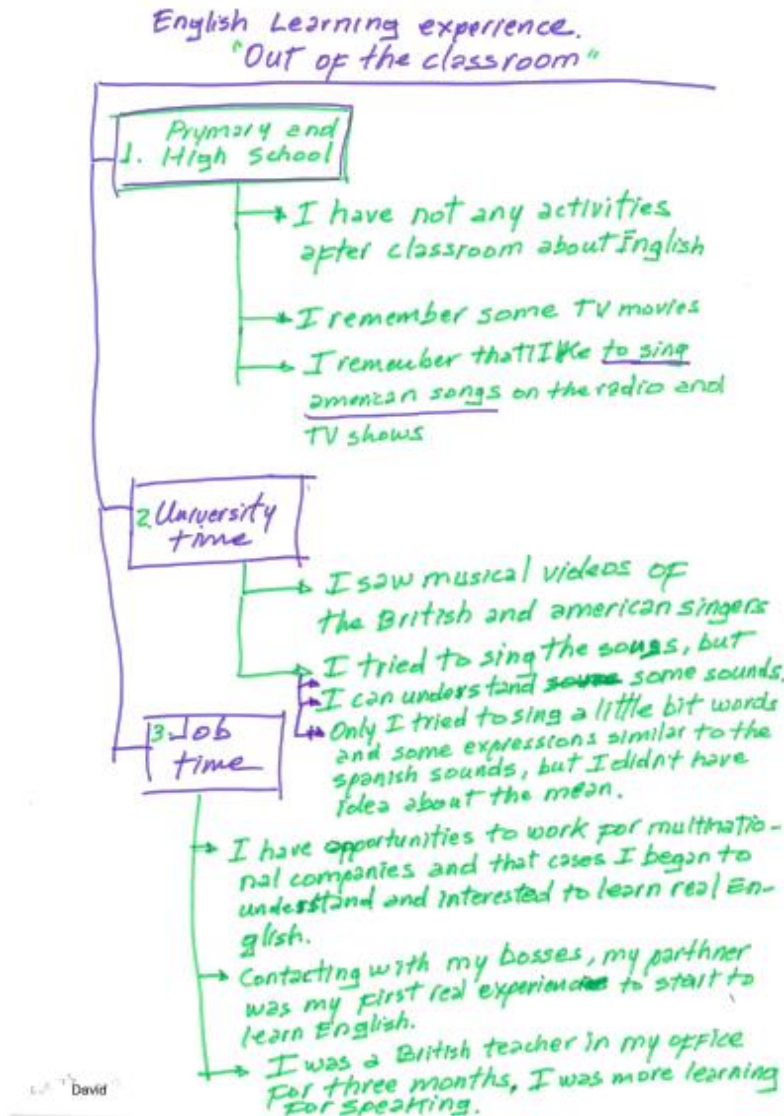 English Learning experience.
"Out of the classroom"
1. Prymary and
High School
I have not any activities
after classroom about English
I remember some TV movies
I remember that I like to sing
american songs on the radio and
TV shows
2. University
time
I saw musical videos of
the British and american singers
I tried to sing the songs, but
I can understand some sounds,
Only I tried to sing a little bit words
and some expressions similar to the
spanish sounds, but I didn't have
idea about the mean.
3. Job
time
I have opportunities to work for multinatio-
nal companies and that cases I began to
understand and interested to learn real En-
glish.
Contacting with my bosses, my parthner
was my first real experience to start to
learn English.
I was a British teacher in my office
for three months, I was more learning
for speaking.
David